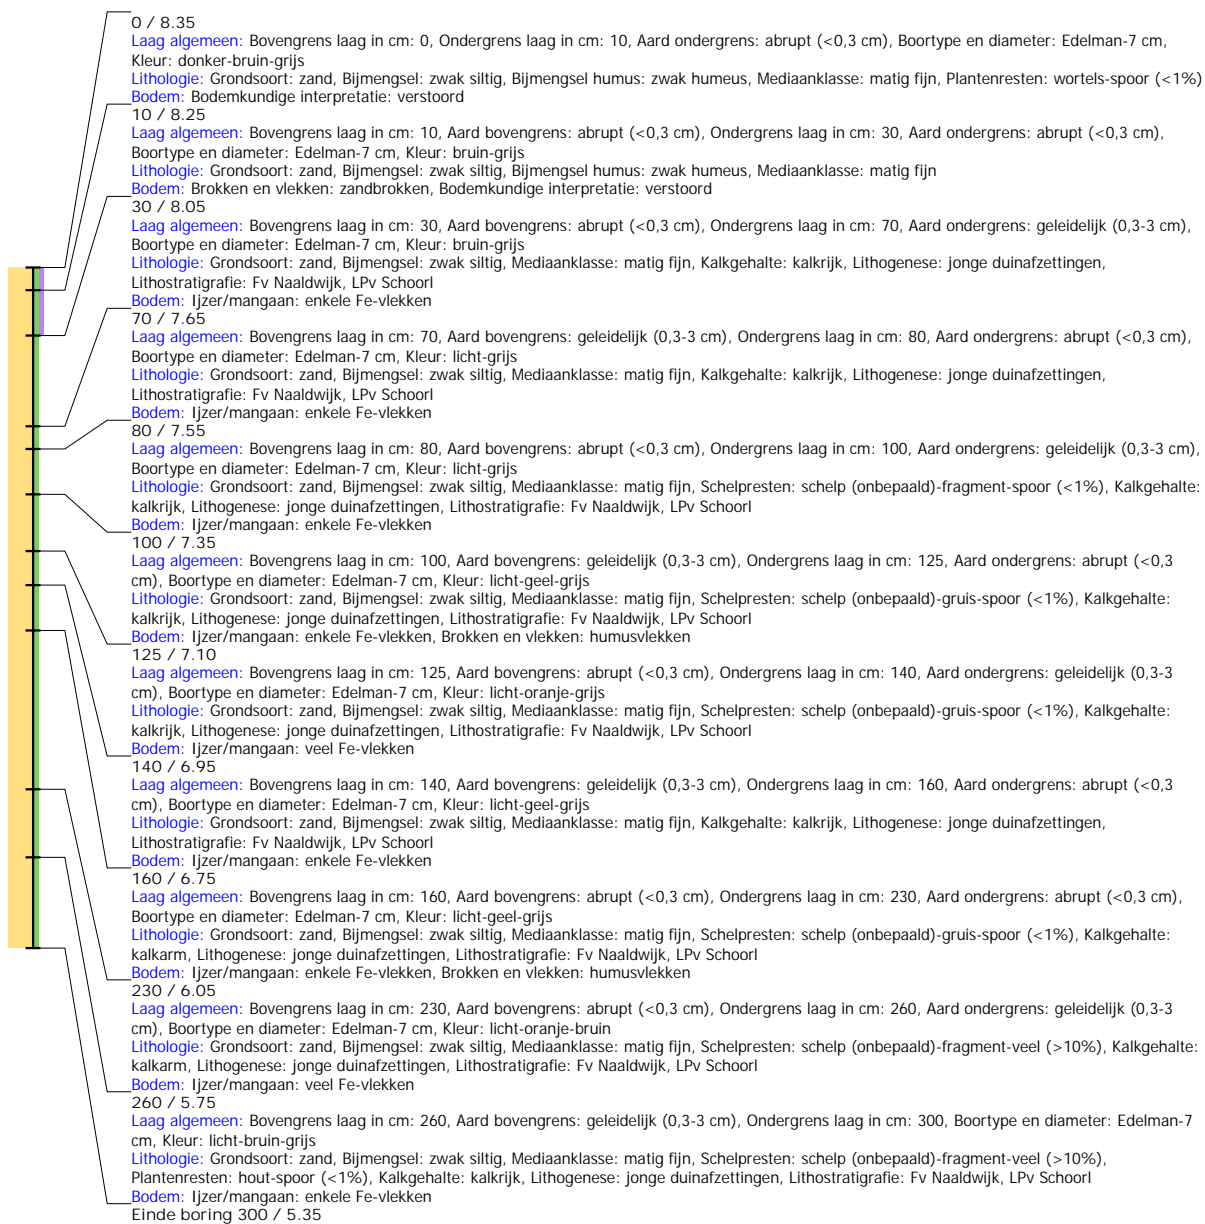 0 / 8.35
Laag algemeen: Bovengrens laag in cm: 0, Ondergrens laag in cm: 10, Aard ondergrens: abrupt (<0,3 cm), Boortype en diameter: Edelman-7 cm,
Kleur: donker-bruin-grijs
Lithologie: Grondsoort: zand, Bijmengsel: zwak siltig, Bijmengsel humus: zwak humeus, Mediaanklasse: matig fijn, Plantenresten: wortels-spoor (<1%)
Bodem: Bodemkundige interpretatie: verstoord
10 / 8.25
Laag algemeen: Bovengrens laag in cm: 10, Aard bovengrens: abrupt (<0,3 cm), Ondergrens laag in cm: 30, Aard ondergrens: abrupt (<0,3 cm),
Boortype en diameter: Edelman-7 cm, Kleur: bruin-grijs
Lithologie: Grondsoort: zand, Bijmengsel: zwak siltig, Bijmengsel humus: zwak humeus, Mediaanklasse: matig fijn
Bodem: Brokken en vlekken: zandbrokken, Bodemkundige interpretatie: verstoord
30 / 8.05
Laag algemeen: Bovengrens laag in cm: 30, Aard bovengrens: abrupt (<0,3 cm), Ondergrens laag in cm: 70, Aard ondergrens: geleidelijk (0,3-3 cm),
Boortype en diameter: Edelman-7 cm, Kleur: bruin-grijs
Lithologie: Grondsoort: zand, Bijmengsel: zwak siltig, Mediaanklasse: matig fijn, Kalkgehalte: kalkrijk, Lithogenese: jonge duinafzettingen,
Lithostratigrafie: Fv Naaldwijk, LPv Schoorl
Bodem: Ijzer/mangaan: enkele Fe-vlekken
70 / 7.65
Laag algemeen: Bovengrens laag in cm: 70, Aard bovengrens: geleidelijk (0,3-3 cm), Ondergrens laag in cm: 80, Aard ondergrens: abrupt (<0,3 cm),
Boortype en diameter: Edelman-7 cm, Kleur: licht-grijs
Lithologie: Grondsoort: zand, Bijmengsel: zwak siltig, Mediaanklasse: matig fijn, Kalkgehalte: kalkrijk, Lithogenese: jonge duinafzettingen,
Lithostratigrafie: Fv Naaldwijk, LPv Schoorl
Bodem: Ijzer/mangaan: enkele Fe-vlekken
80 / 7.55
Laag algemeen: Bovengrens laag in cm: 80, Aard bovengrens: abrupt (<0,3 cm), Ondergrens laag in cm: 100, Aard ondergrens: geleidelijk (0,3-3 cm),
Boortype en diameter: Edelman-7 cm, Kleur: licht-grijs
Lithologie: Grondsoort: zand, Bijmengsel: zwak siltig, Mediaanklasse: matig fijn, Schelpresten: schelp (onbepaald)-fragment-spoor (<1%), Kalkgehalte:
kalkrijk, Lithogenese: jonge duinafzettingen, Lithostratigrafie: Fv Naaldwijk, LPv Schoorl
Bodem: Ijzer/mangaan: enkele Fe-vlekken
100 / 7.35
Laag algemeen: Bovengrens laag in cm: 100, Aard bovengrens: geleidelijk (0,3-3 cm), Ondergrens laag in cm: 125, Aard ondergrens: abrupt (<0,3
cm), Boortype en diameter: Edelman-7 cm, Kleur: licht-geel-grijs
Lithologie: Grondsoort: zand, Bijmengsel: zwak siltig, Mediaanklasse: matig fijn, Schelpresten: schelp (onbepaald)-gruis-spoor (<1%), Kalkgehalte:
kalkrijk, Lithogenese: jonge duinafzettingen, Lithostratigrafie: Fv Naaldwijk, LPv Schoorl
Bodem: Ijzer/mangaan: enkele Fe-vlekken, Brokken en vlekken: humusvlekken
125 / 7.10
Laag algemeen: Bovengrens laag in cm: 125, Aard bovengrens: abrupt (<0,3 cm), Ondergrens laag in cm: 140, Aard ondergrens: geleidelijk (0,3-3
cm), Boortype en diameter: Edelman-7 cm, Kleur: licht-oranje-grijs
Lithologie: Grondsoort: zand, Bijmengsel: zwak siltig, Mediaanklasse: matig fijn, Schelpresten: schelp (onbepaald)-gruis-spoor (<1%), Kalkgehalte:
kalkrijk, Lithogenese: jonge duinafzettingen, Lithostratigrafie: Fv Naaldwijk, LPv Schoorl
Bodem: Ijzer/mangaan: veel Fe-vlekken
140 / 6.95
Laag algemeen: Bovengrens laag in cm: 140, Aard bovengrens: geleidelijk (0,3-3 cm), Ondergrens laag in cm: 160, Aard ondergrens: abrupt (<0,3
cm), Boortype en diameter: Edelman-7 cm, Kleur: licht-geel-grijs
Lithologie: Grondsoort: zand, Bijmengsel: zwak siltig, Mediaanklasse: matig fijn, Kalkgehalte: kalkrijk, Lithogenese: jonge duinafzettingen,
Lithostratigrafie: Fv Naaldwijk, LPv Schoorl
Bodem: Ijzer/mangaan: enkele Fe-vlekken
160 / 6.75
Laag algemeen: Bovengrens laag in cm: 160, Aard bovengrens: abrupt (<0,3 cm), Ondergrens laag in cm: 230, Aard ondergrens: abrupt (<0,3 cm),
Boortype en diameter: Edelman-7 cm, Kleur: licht-geel-grijs
Lithologie: Grondsoort: zand, Bijmengsel: zwak siltig, Mediaanklasse: matig fijn, Schelpresten: schelp (onbepaald)-gruis-spoor (<1%), Kalkgehalte:
kalkarm, Lithogenese: jonge duinafzettingen, Lithostratigrafie: Fv Naaldwijk, LPv Schoorl
Bodem: Ijzer/mangaan: enkele Fe-vlekken, Brokken en vlekken: humusvlekken
230 / 6.05
Laag algemeen: Bovengrens laag in cm: 230, Aard bovengrens: abrupt (<0,3 cm), Ondergrens laag in cm: 260, Aard ondergrens: geleidelijk (0,3-3
cm), Boortype en diameter: Edelman-7 cm, Kleur: licht-oranje-bruin
Lithologie: Grondsoort: zand, Bijmengsel: zwak siltig, Mediaanklasse: matig fijn, Schelpresten: schelp (onbepaald)-fragment-veel (>10%), Kalkgehalte:
kalkarm, Lithogenese: jonge duinafzettingen, Lithostratigrafie: Fv Naaldwijk, LPv Schoorl
Bodem: Ijzer/mangaan: veel Fe-vlekken
260 / 5.75
Laag algemeen: Bovengrens laag in cm: 260, Aard bovengrens: geleidelijk (0,3-3 cm), Ondergrens laag in cm: 300, Boortype en diameter: Edelman-7
cm, Kleur: licht-bruin-grijs
Lithologie: Grondsoort: zand, Bijmengsel: zwak siltig, Mediaanklasse: matig fijn, Schelpresten: schelp (onbepaald)-fragment-veel (>10%),
Plantenresten: hout-spoor (<1%), Kalkgehalte: kalkrijk, Lithogenese: jonge duinafzettingen, Lithostratigrafie: Fv Naaldwijk, LPv Schoorl
Bodem: Ijzer/mangaan: enkele Fe-vlekken
Einde boring 300 / 5.35